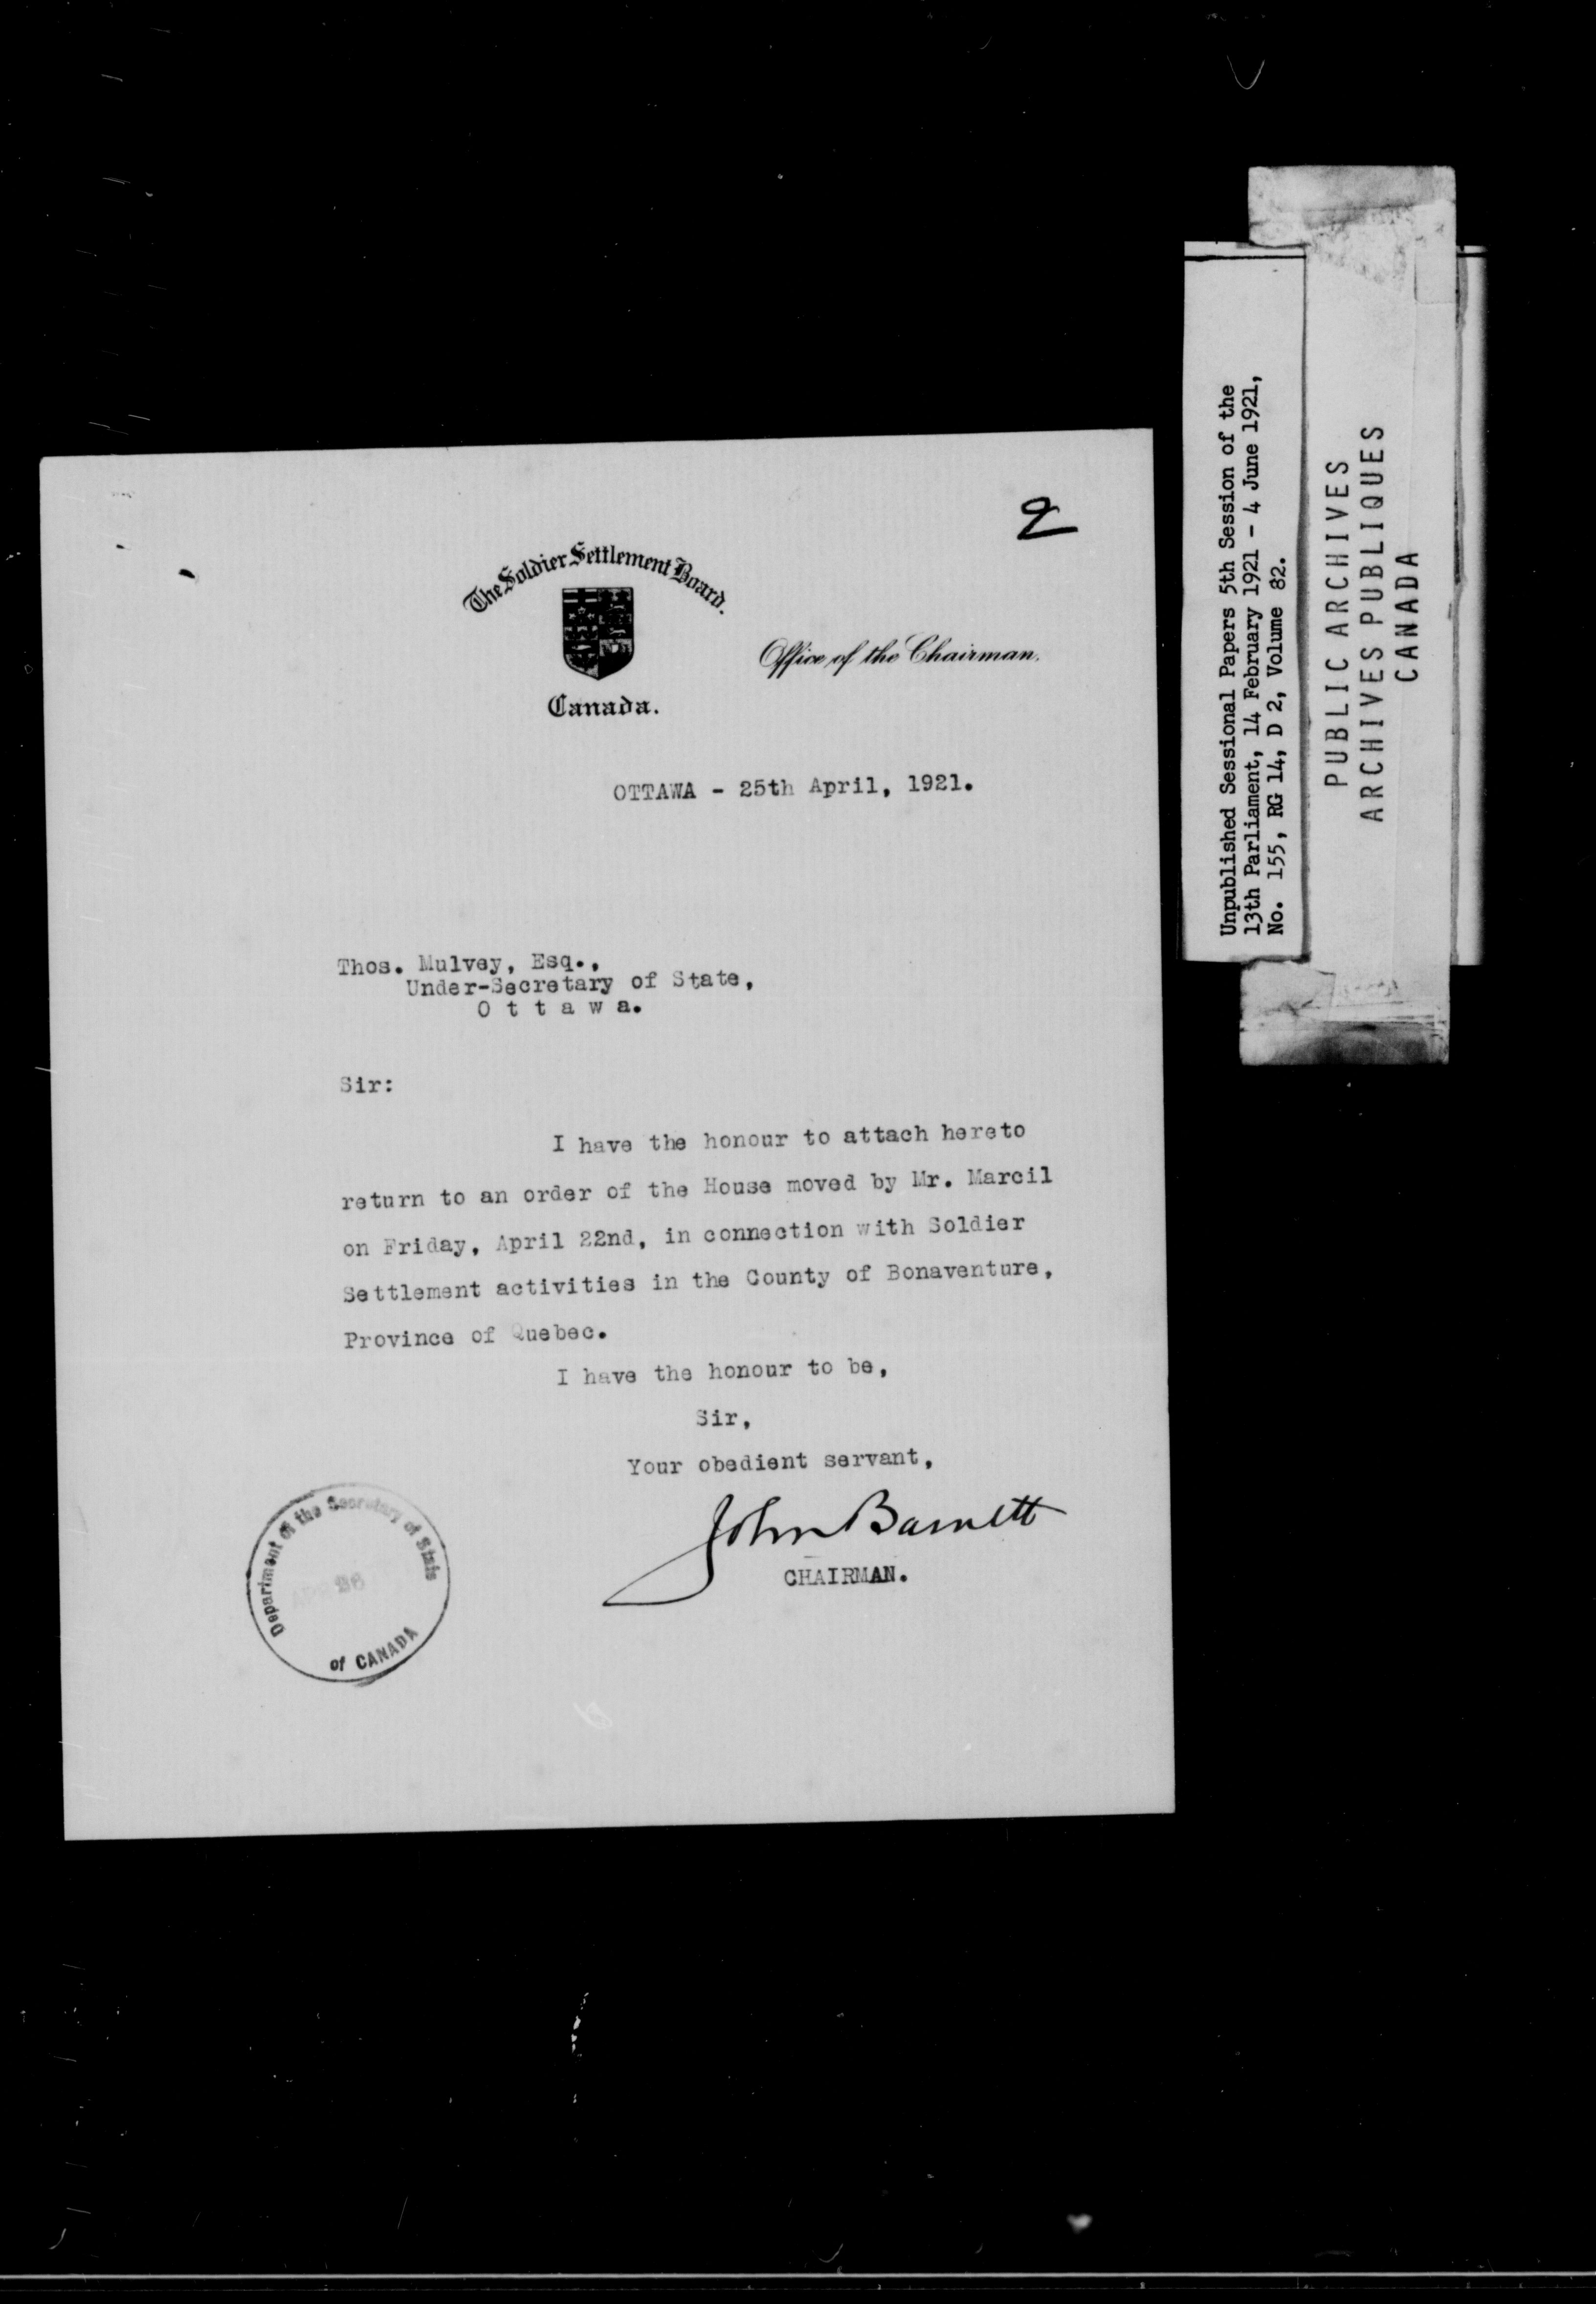 2
The Soldier Settlement Board.
Canada.
Office of the Chairman.
OTTAWA - 25th April, 1921.
Thos. Mulvey, Esq.,
Under-Secretary of State,
O t t a w a.
Sir:
I have the honour to attach hereto
return to an order of the House moved by Mr. Marcil
on Friday, April 22nd, in connection with Soldier
Settlement activities in the County of Bonaventure,
Province of Quebec.
I have the honour to be,
Sir,
Your obedient servant,
John Barnett
CHAIRMAN.
Department of the Secretary of State
APR 26
of CANADA
Unpublished Sessional Papers 5th Session of the
13th Parliament, 14 February 1921 - 4 June 1921,
No. 155, RG 14, D 2, Volume 82.
PUBLIC ARCHIVES
ARCHIVES PUBLIQUES
CANADA